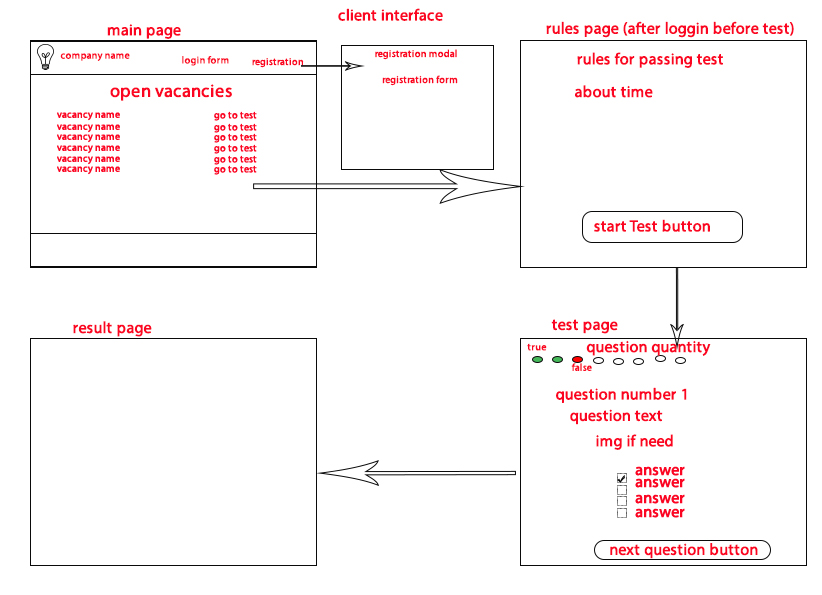 client interface
main page
company name
login form
registration
open vacancies
vacancy name go to test
vacancy name go to test
vacancy name go to test
vacancy name go to test
vacancy name go to test
vacancy name go to test
registration modal
registration form
rules page (after loggin before test)
rules for passing test
about time
start Test button
result page
test page
true
question quantity
false
question number 1
question text
img if need
answer
answer
answer
answer
next question button